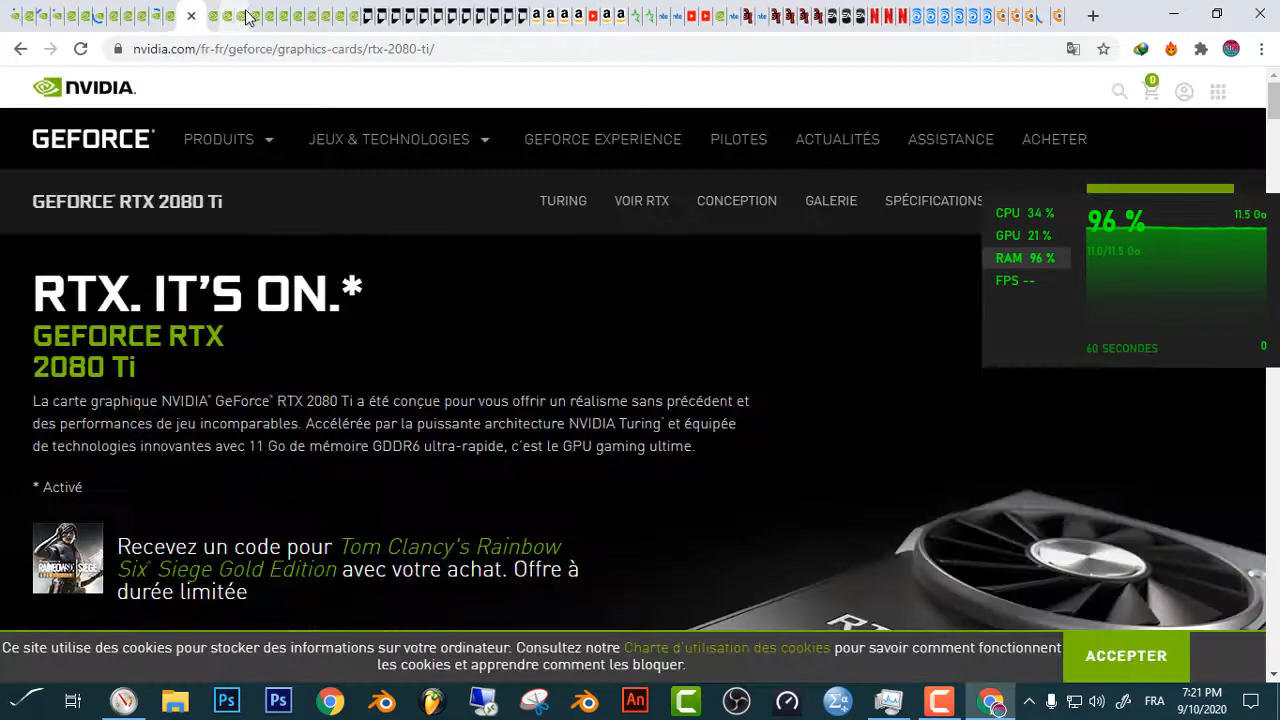 nvidia.com/fr-fr/geforce/graphics-cards/rtx-2080-ti/
NVIDIA.
0
GEFORCE
PRODUITS
JEUX & TECHNOLOGIES
GEFORCE EXPERIENCE
PILOTES
ACTUALITÉS
ASSISTANCE
ACHETER
GEFORCE RTX 2080 Ti
TURING
VOIR RTX
CONCEPTION
GALERIE
SPÉCIFICATIONS
CPU 34 %
GPU 21 %
RAM 96 %
FPS --
96 %
11.5 Go
11.0/11.5 Go
60 SECONDES
0
RTX. IT'S ON.*
GEFORCE RTX
2080 Ti
La carte graphique NVIDIA® GeForce® RTX 2080 Ti a été conçue pour vous offrir un réalisme sans précédent et
des performances de jeu incomparables. Accélérée par la puissante architecture NVIDIA Turing™ et équipée
de technologies innovantes avec 11 Go de mémoire GDDR6 ultra-rapide, c'est le GPU gaming ultime.
* Activé
Recevez un code pour Tom Clancy's Rainbow
Six® Siege Gold Edition avec votre achat. Offre à
durée limitée
Ce site utilise des cookies pour stocker des informations sur votre ordinateur. Consultez notre Charte d'utilisation des cookies pour savoir comment fonctionnent
les cookies et apprendre comment les bloquer.
ACCEPTER
Ps
Ps
An
C
C
FRA
7:21 PM
9/10/2020